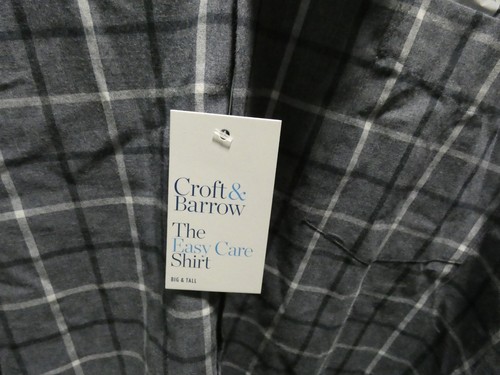 Croft&
Barrow
The
Easy Care
Shirt
BIG & TALL